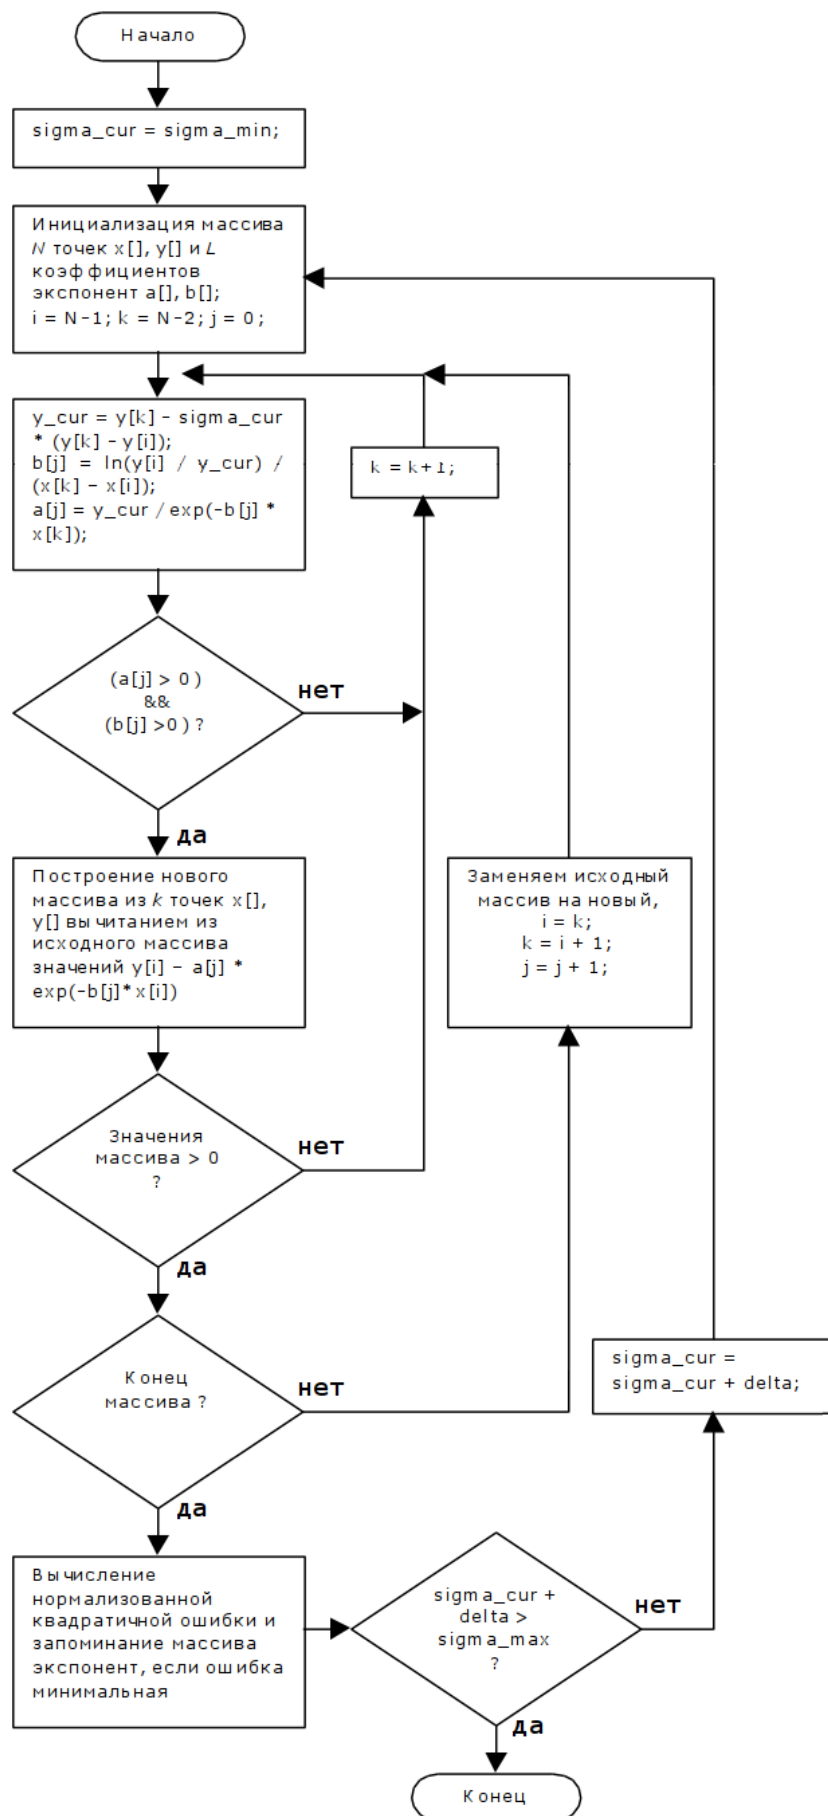 Начало
sigma_cur = sigma_min;
Инициализация массива
N точек x[], y[] и L
коэффициентов
экспонент a[], b[];
i = N-1; k = N-2; j = 0;
y_cur = y[k] - sigma_cur
* (y[k] - y[i]);
b[j] = ln(y[i] / y_cur) /
(x[k] - x[i]);
a[j] = y_cur / exp(-b[j] *
x[k]);
k = k+1;
(a[j] > 0)
&&
(b[j] >0) ?
нет
да
Построение нового
массива из k точек x[],
y[] вычитанием из
исходного массива
значений y[i] – a[j] *
exp(-b[j]*x[i])
Заменяем исходный
массив на новый,
i = k;
k = i + 1;
j = j + 1;
Значения
массива > 0
?
нет
да
Конец
массива ?
нет
да
sigma_cur =
sigma_cur + delta;
Вычисление
нормализованной
квадратичной ошибки и
запоминание массива
экспонент, если ошибка
минимальная
sigma_cur +
delta >
sigma_max
?
нет
да
Конец